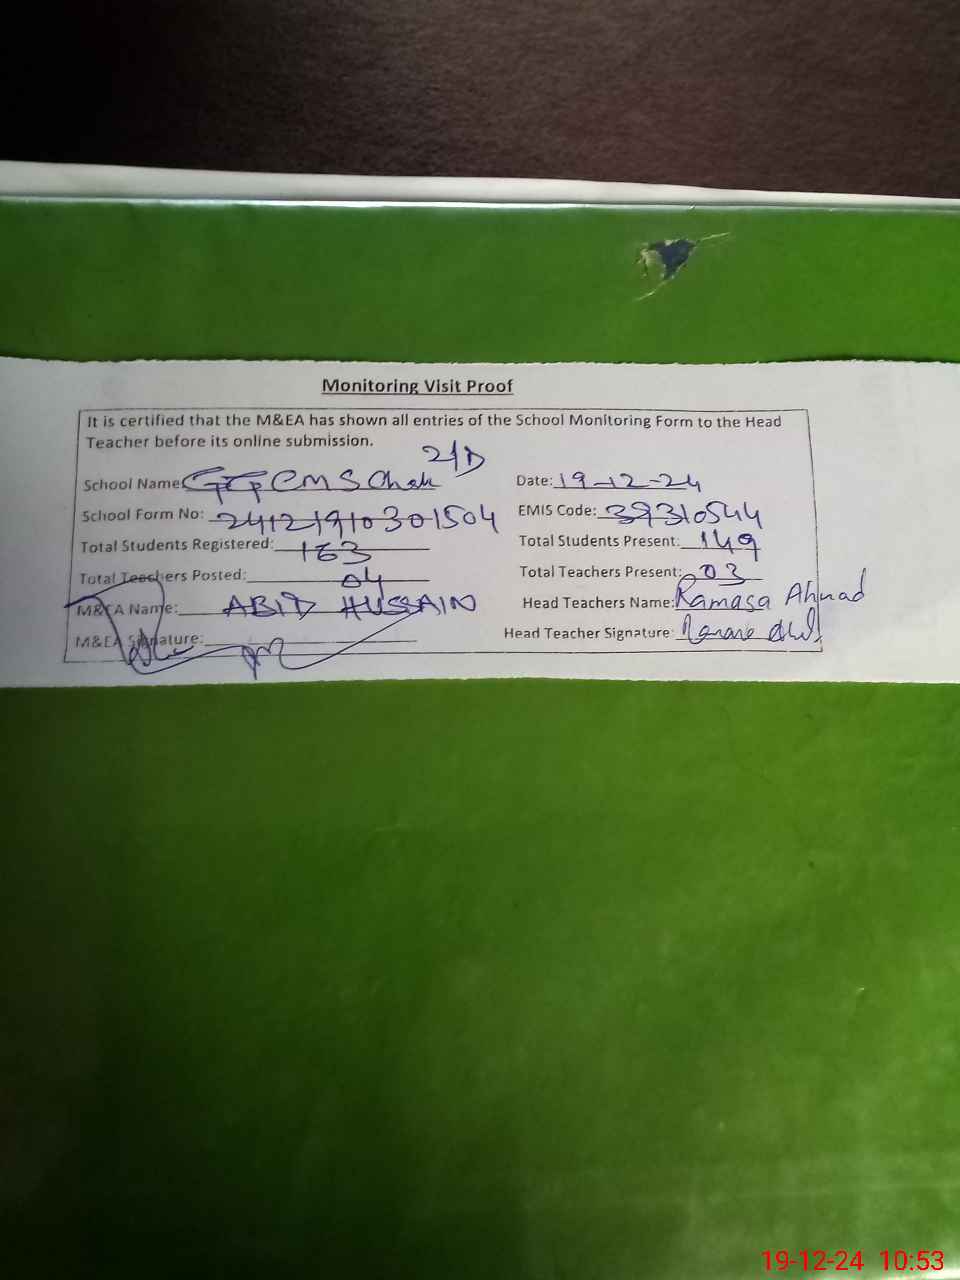 Monitoring Visit Proof
It is certified that the M&EA has shown all entries of the School Monitoring Form to the Head
Teacher before its online submission.
School Name: GGCMS Chak 21/D Date: 19-12-24
School Form No: 24121910301504 EMIS Code: 39310544
Total Students Registered: 163 Total Students Present: 149
Total Teachers Posted: 04 Total Teachers Present: 03
M&EA Name: ABID HUSSAIN Head Teachers Name: Ramasa Ahmad
M&EA Signature: Head Teacher Signature:
19-12-24 10:53